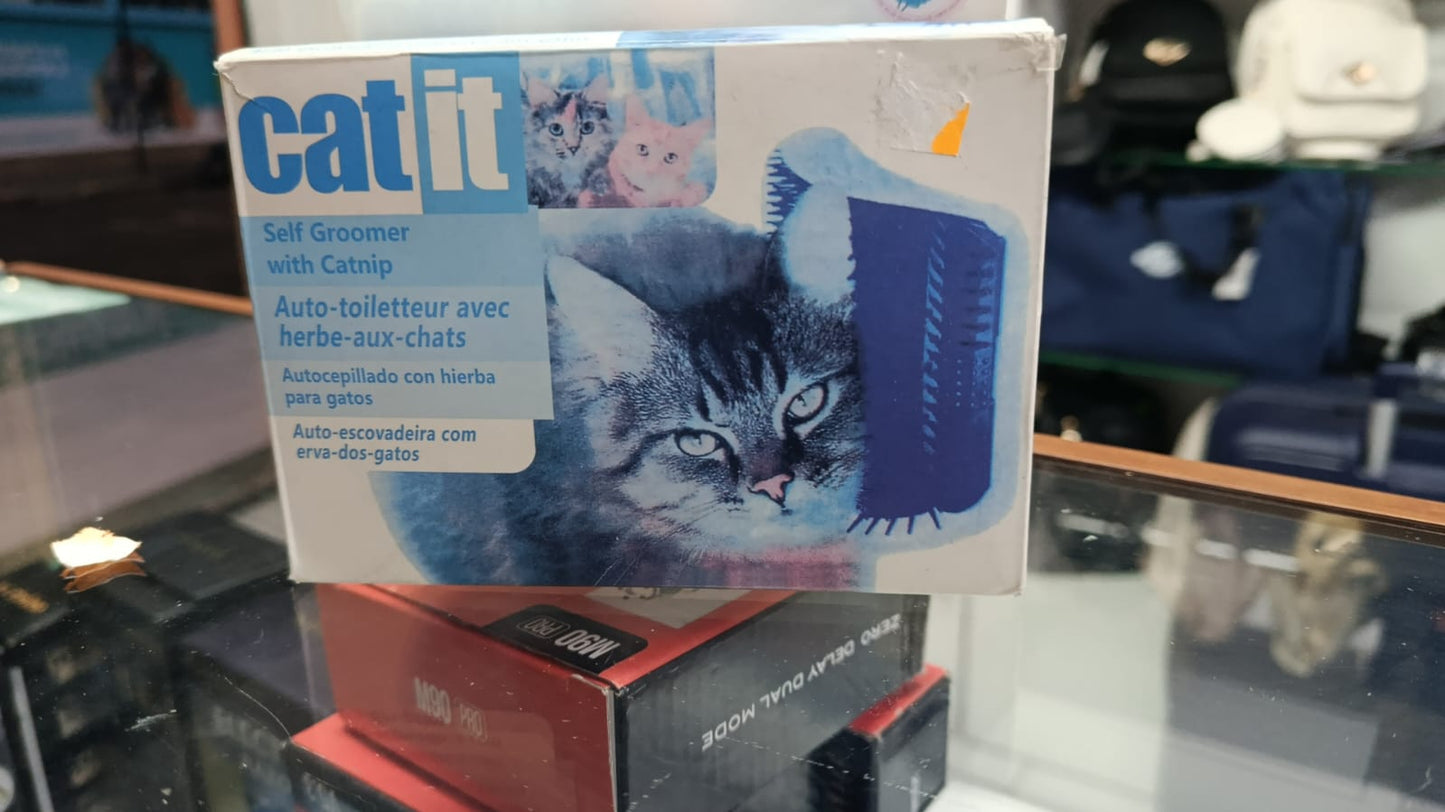 catit
Self Groomer
with Catnip
Auto-toiletteur avec
herbe-aux-chats
Autocepillado con hierba
para gatos
Auto-escovadeira com
erva-dos-gatos
M90 PRO
M90 PRO
ZERO DELAY DUAL MODE